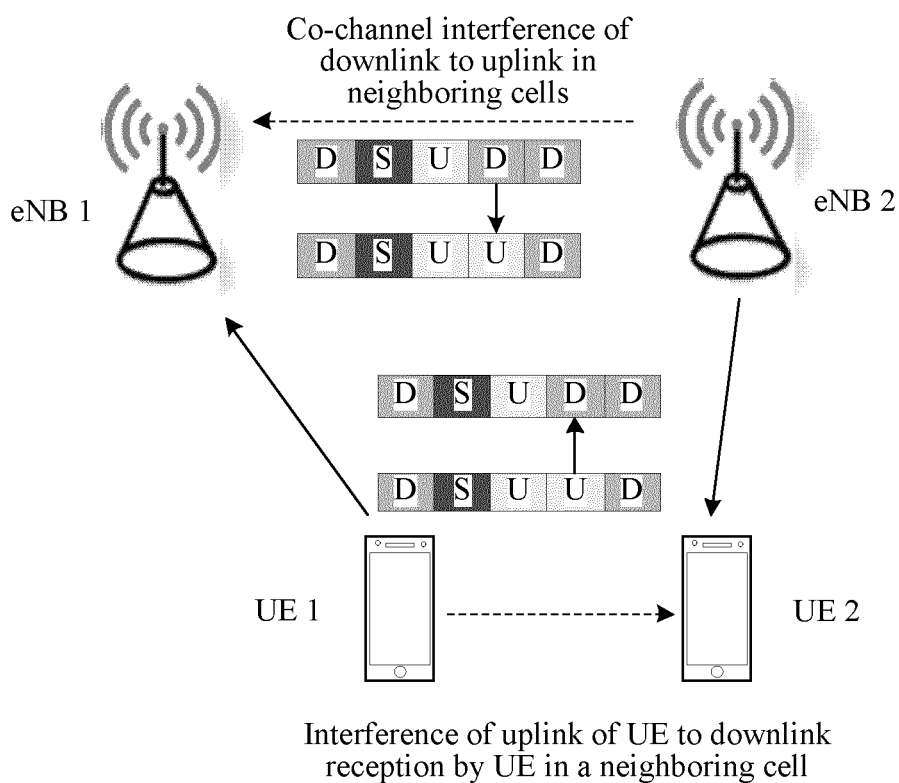 Co-channel interference of
downlink to uplink in
neighboring cells
D S U D D
eNB 1
eNB 2
D S U U D
D S U D D
D S U U D
UE 1
UE 2
Interference of uplink of UE to downlink
reception by UE in a neighboring cell